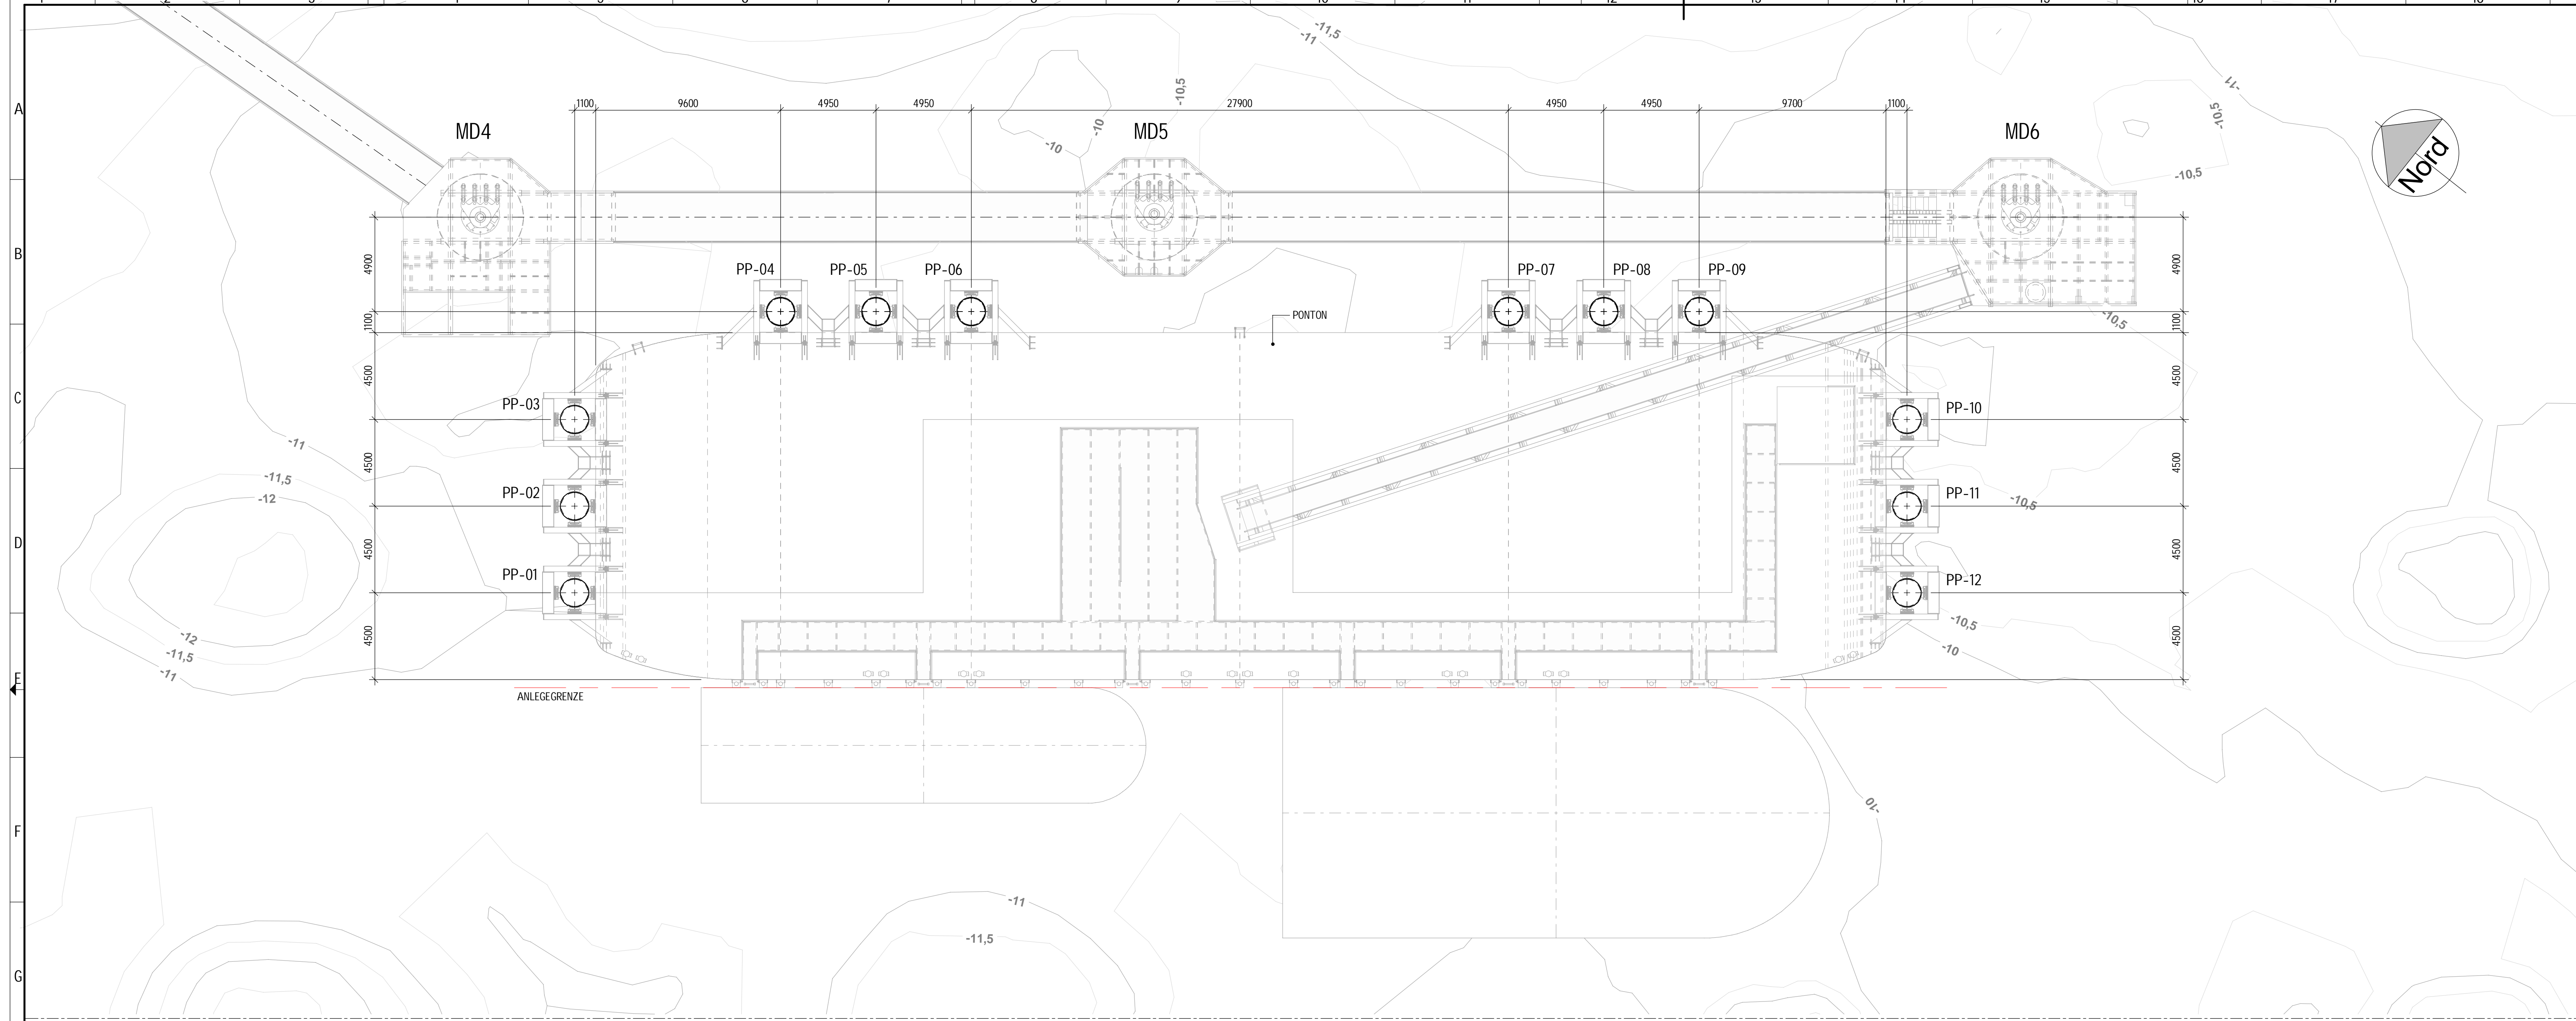 -11,5
-11
-11
A
1100
9600
4950
4950
-10,5
27900
4950
4950
9700
1100
-10,5
MD4
MD5
MD6
-10
-10
Nord
-10,5
B
4900
4900
PP-04
PP-05
PP-06
PP-07
PP-08
PP-09
1100
PONTON
-10,5
1100
4500
4500
C
PP-03
PP-10
-11
4500
4500
-11,5
-12
PP-02
PP-11
-10,5
D
4500
4500
PP-01
PP-12
-12
-11,5
-11
4500
-10,5
-10
4500
E
ANLEGEGRENZE
-10
F
-11
-11,5
G